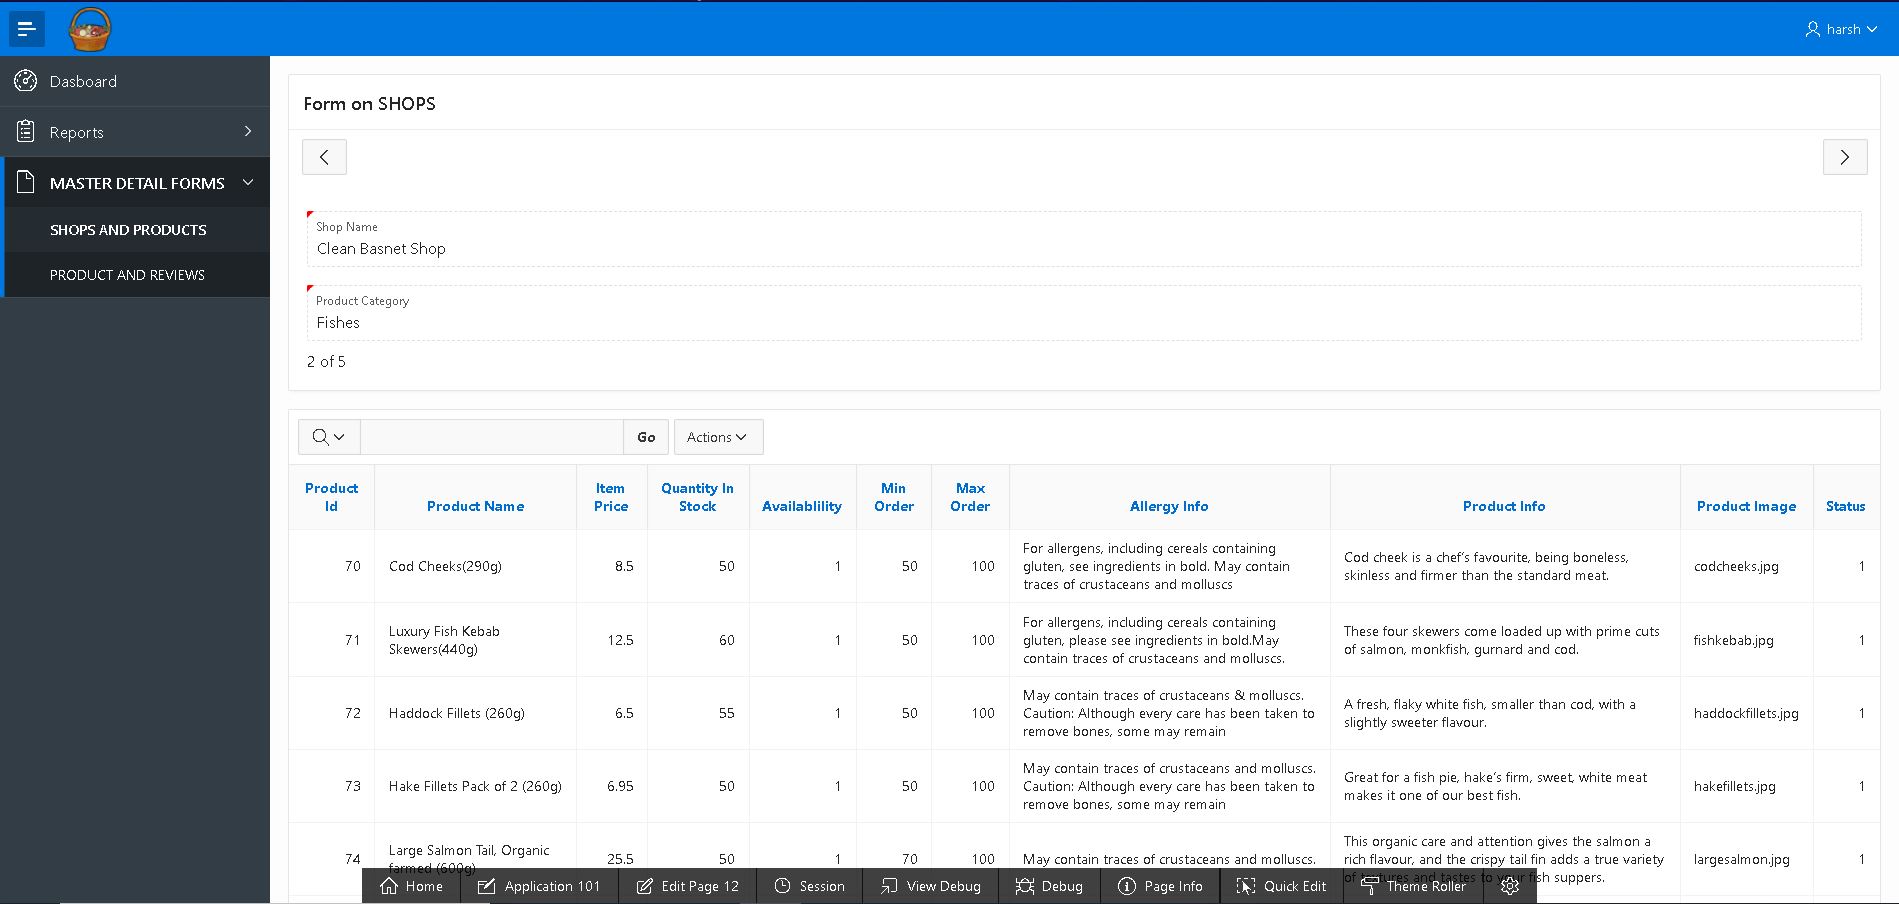 harsh
Dasboard
Reports
MASTER DETAIL FORMS
SHOPS AND PRODUCTS
PRODUCT AND REVIEWS
Form on SHOPS
Shop Name
Clean Basnet Shop
Product Category
Fishes
2 of 5
Go
Actions
Product Id
Product Name
Item Price
Quantity In Stock
Availablility
Min Order
Max Order
Allergy Info
Product Info
Product Image
Status
70
Cod Cheeks(290g)
8.5
50
1
50
100
For allergens, including cereals containing
gluten, see ingredients in bold. May contain
traces of crustaceans and molluscs
Cod cheek is a chef's favourite, being boneless,
skinless and firmer than the standard meat.
codcheeks.jpg
1
71
Luxury Fish Kebab
Skewers(440g)
12.5
60
1
50
100
For allergens, including cereals containing
gluten, please see ingredients in bold.May
contain traces of crustaceans and molluscs.
These four skewers come loaded up with prime cuts
of salmon, monkfish, gurnard and cod.
fishkebab.jpg
1
72
Haddock Fillets (260g)
6.5
55
1
50
100
May contain traces of crustaceans & molluscs.
Caution: Although every care has been taken to
remove bones, some may remain
A fresh, flaky white fish, smaller than cod, with a
slightly sweeter flavour.
haddockfillets.jpg
1
73
Hake Fillets Pack of 2 (260g)
6.95
50
1
50
100
May contain traces of crustaceans and molluscs.
Caution: Although every care has been taken to
remove bones, some may remain
Great for a fish pie, hake's firm, sweet, white meat
makes it one of our best fish.
hakefillets.jpg
1
74
Large Salmon Tail, Organic
farmed (600g)
25.5
50
1
70
100
May contain traces of crustaceans and molluscs.
This organic care and attention gives the salmon a
rich flavour, and the crispy tail fin adds a true variety
of textures and tastes to your fish suppers.
largesalmon.jpg
1
Home
Application 101
Edit Page 12
Session
View Debug
Debug
Page Info
Quick Edit
Theme Roller